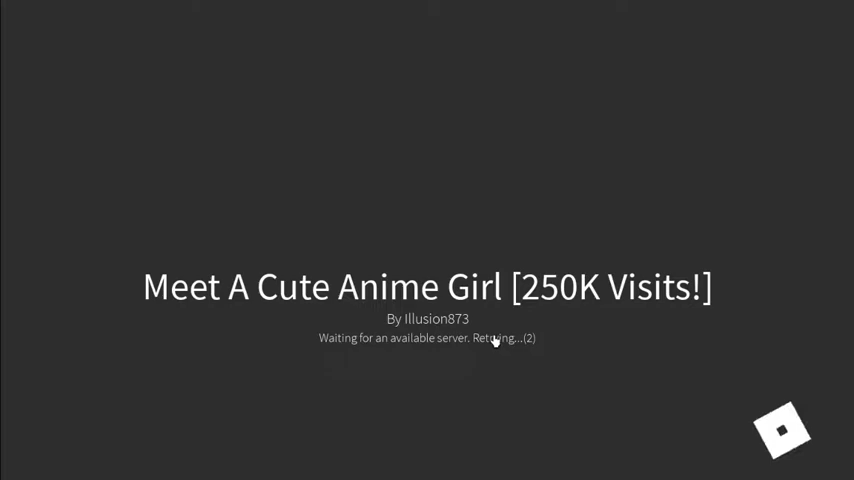 Meet A Cute Anime Girl [250K Visits!]
By Illusion873
Waiting for an available server. Retrying...(2)